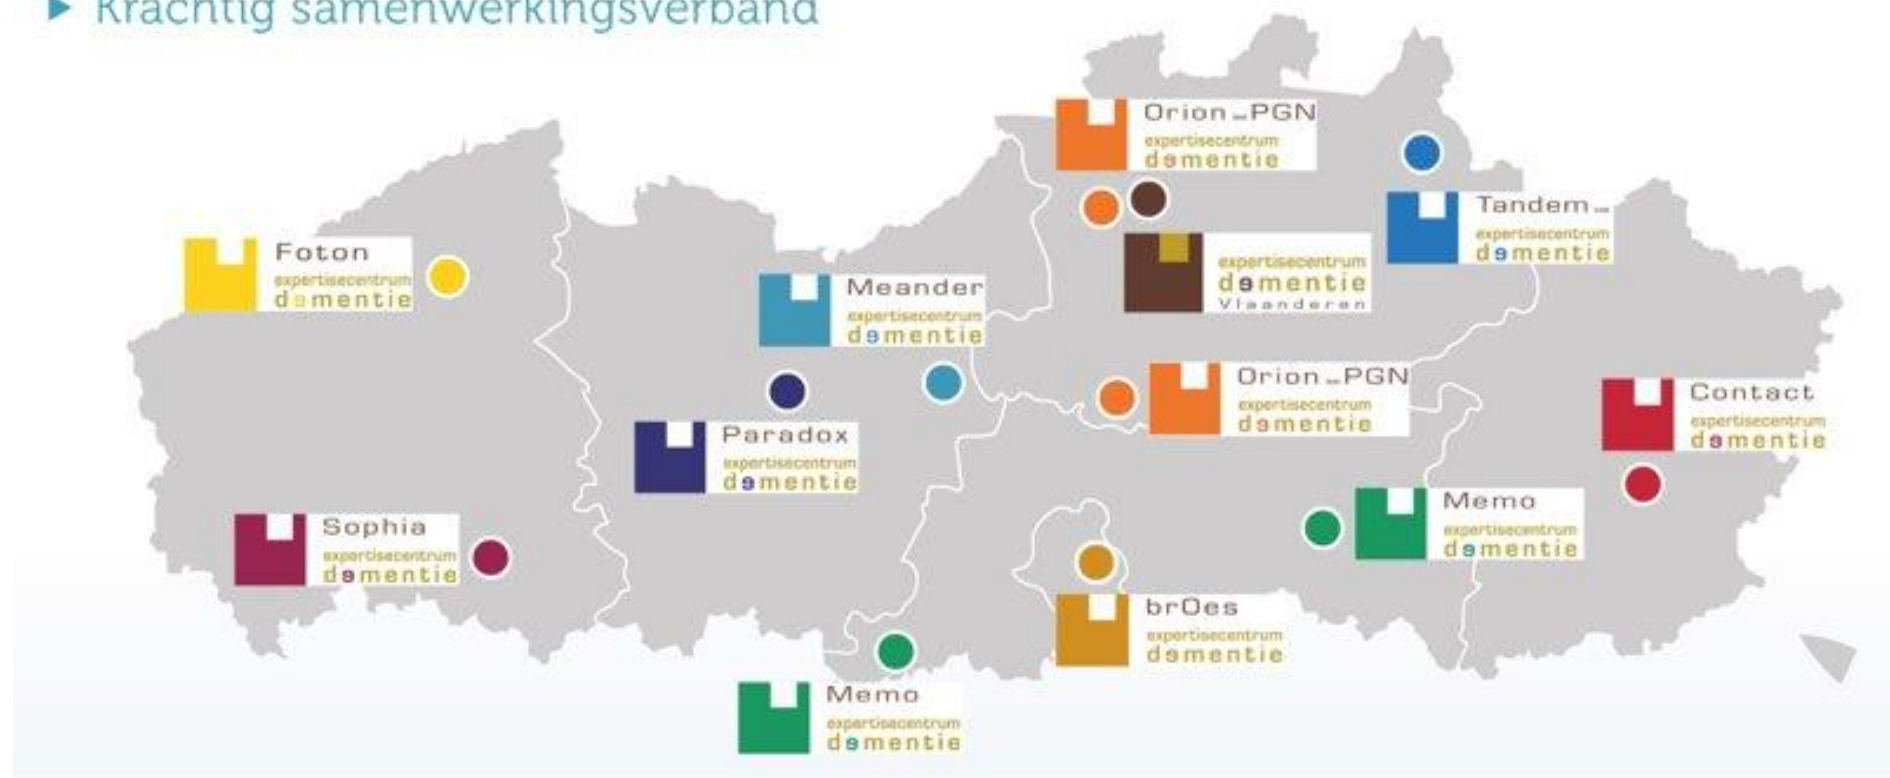 ► Krachtig samenwerkingsverband
Orion PGN
expertisecentrum
dementie
Tandem
expertisecentrum
dementie
Foton
expertisecentrum
dementie
expertisecentrum
dementie
Vlaanderen
Meander
expertisecentrum
dementie
Orion PGN
expertisecentrum
dementie
Contact
expertisecentrum
dementie
Paradox
expertisecentrum
dementie
Memo
expertisecentrum
dementie
Sophia
expertisecentrum
dementie
brOes
expertisecentrum
dementie
Memo
expertisecentrum
dementie